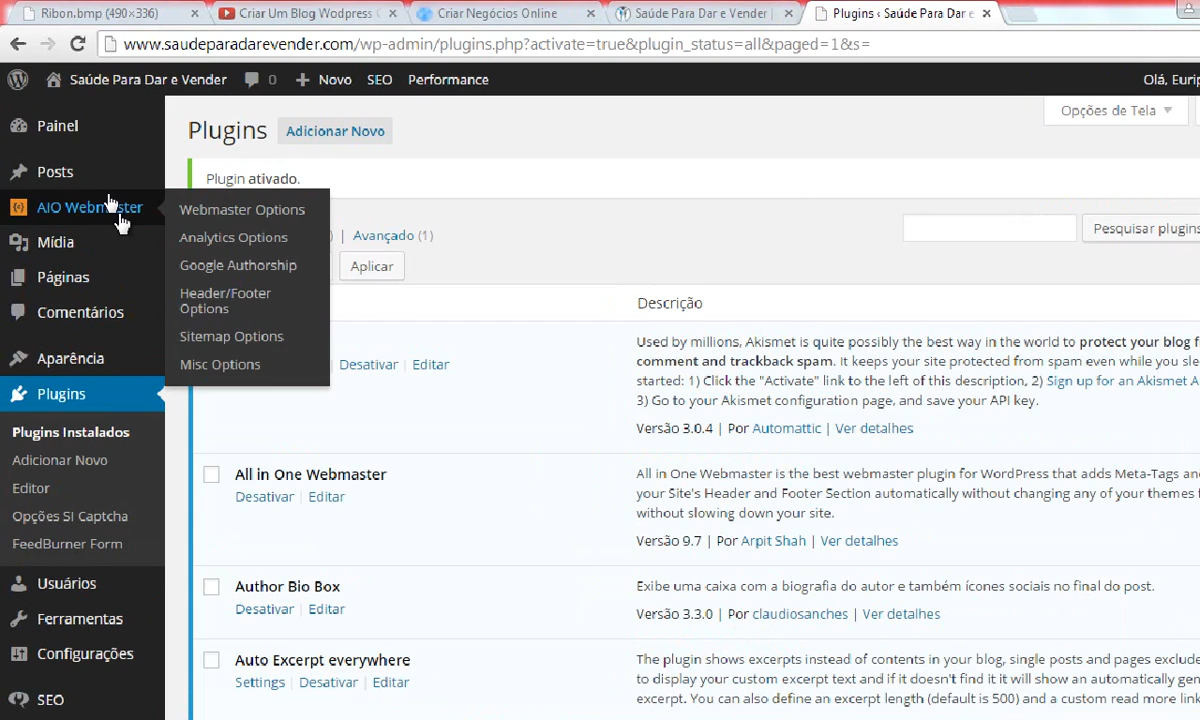 Ribon.bmp (490×336)
Criar Um Blog Wodpress
Criar Negócios Online
Saúde Para Dar e Vender |
Plugins ‹ Saúde Para Dar e
www.saudeparadarevender.com/wp-admin/plugins.php?activate=true&plugin_status=all&paged=1&s=
Saúde Para Dar e Vender 0 + Novo SEO Performance
Olá, Eurip
Painel
Posts
AIO Webmaster
Mídia
Páginas
Comentários
Aparência
Plugins
Plugins Instalados
Adicionar Novo
Editor
Opções SI Captcha
FeedBurner Form
Usuários
Ferramentas
Configurações
SEO
Webmaster Options
Analytics Options
Google Authorship
Header/Footer
Options
Sitemap Options
Misc Options
Opções de Tela
Plugins Adicionar Novo
Plugin ativado.
) | Avançado (1)
Pesquisar plugins
Aplicar
Descrição
Desativar | Editar
Used by millions, Akismet is quite possibly the best way in the world to protect your blog
comment and trackback spam. It keeps your site protected from spam even while you
started: 1) Click the "Activate" link to the left of this description, 2) Sign up for an Akismet A
3) Go to your Akismet configuration page, and save your API key.
Versão 3.0.4 | Por Automattic | Ver detalhes
All in One Webmaster
Desativar | Editar
All in One Webmaster is the best webmaster plugin for WordPress that adds Meta-Tags
your Site's Header and Footer Section automatically without changing any of your themes
without slowing down your site.
Versão 9.7 | Por Arpit Shah | Ver detalhes
Author Bio Box
Desativar | Editar
Exibe uma caixa com a biografia do autor e também ícones sociais no final do post.
Versão 3.3.0 | Por claudiosanches | Ver detalhes
Auto Excerpt everywhere
Settings | Desativar | Editar
The plugin shows excerpts instead of contents in your blog, single posts and pages
to display your custom excerpt text and if it doesn't find it it will show an automatically
excerpt. You can also define an excerpt length (default is 500) and a custom read more